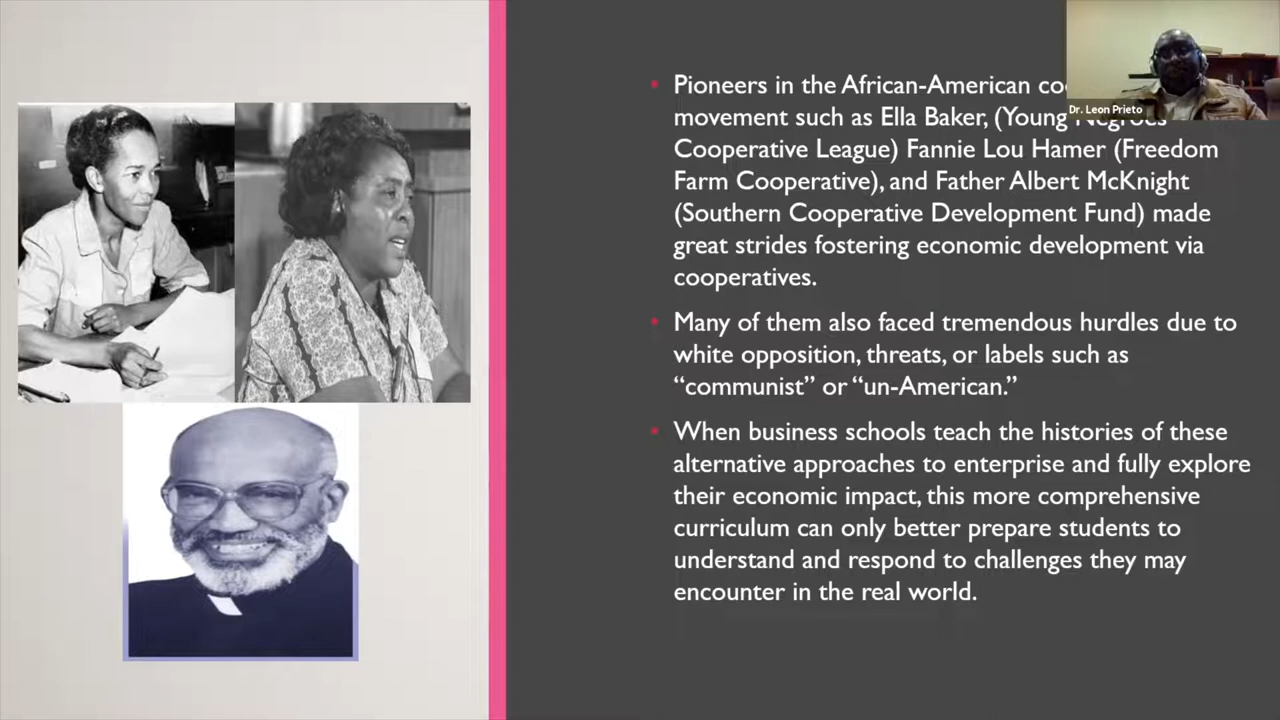 Pioneers in the African-American
movement such as Ella Baker, (Young Negroes
Cooperative League) Fannie Lou Hamer (Freedom
Farm Cooperative), and Father Albert McKnight
(Southern Cooperative Development Fund) made
great strides fostering economic development via
cooperatives.
Many of them also faced tremendous hurdles due to
white opposition, threats, or labels such as
“communist” or “un-American.”
When business schools teach the histories of these
alternative approaches to enterprise and fully explore
their economic impact, this more comprehensive
curriculum can only better prepare students to
understand and respond to challenges they may
encounter in the real world.
Dr. Leon Prieto